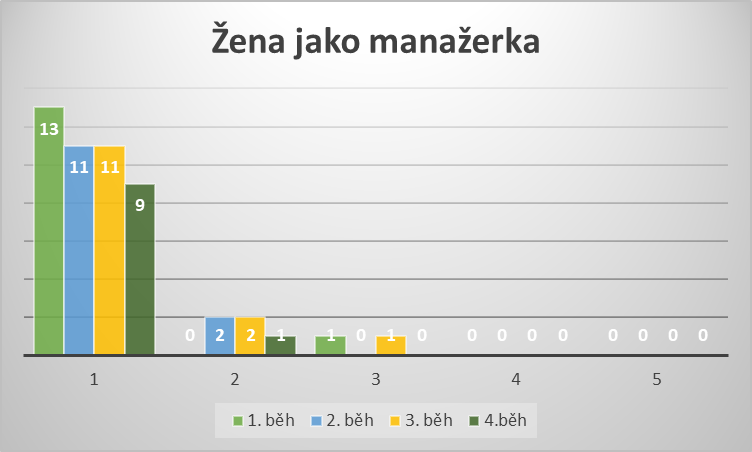 Žena jako manažerka
13
11 11
9
0 2 2 1 1 0 1 0 0 0 0 0 0 0 0 0
1 2 3 4 5
1. běh 2. běh 3. běh 4.běh